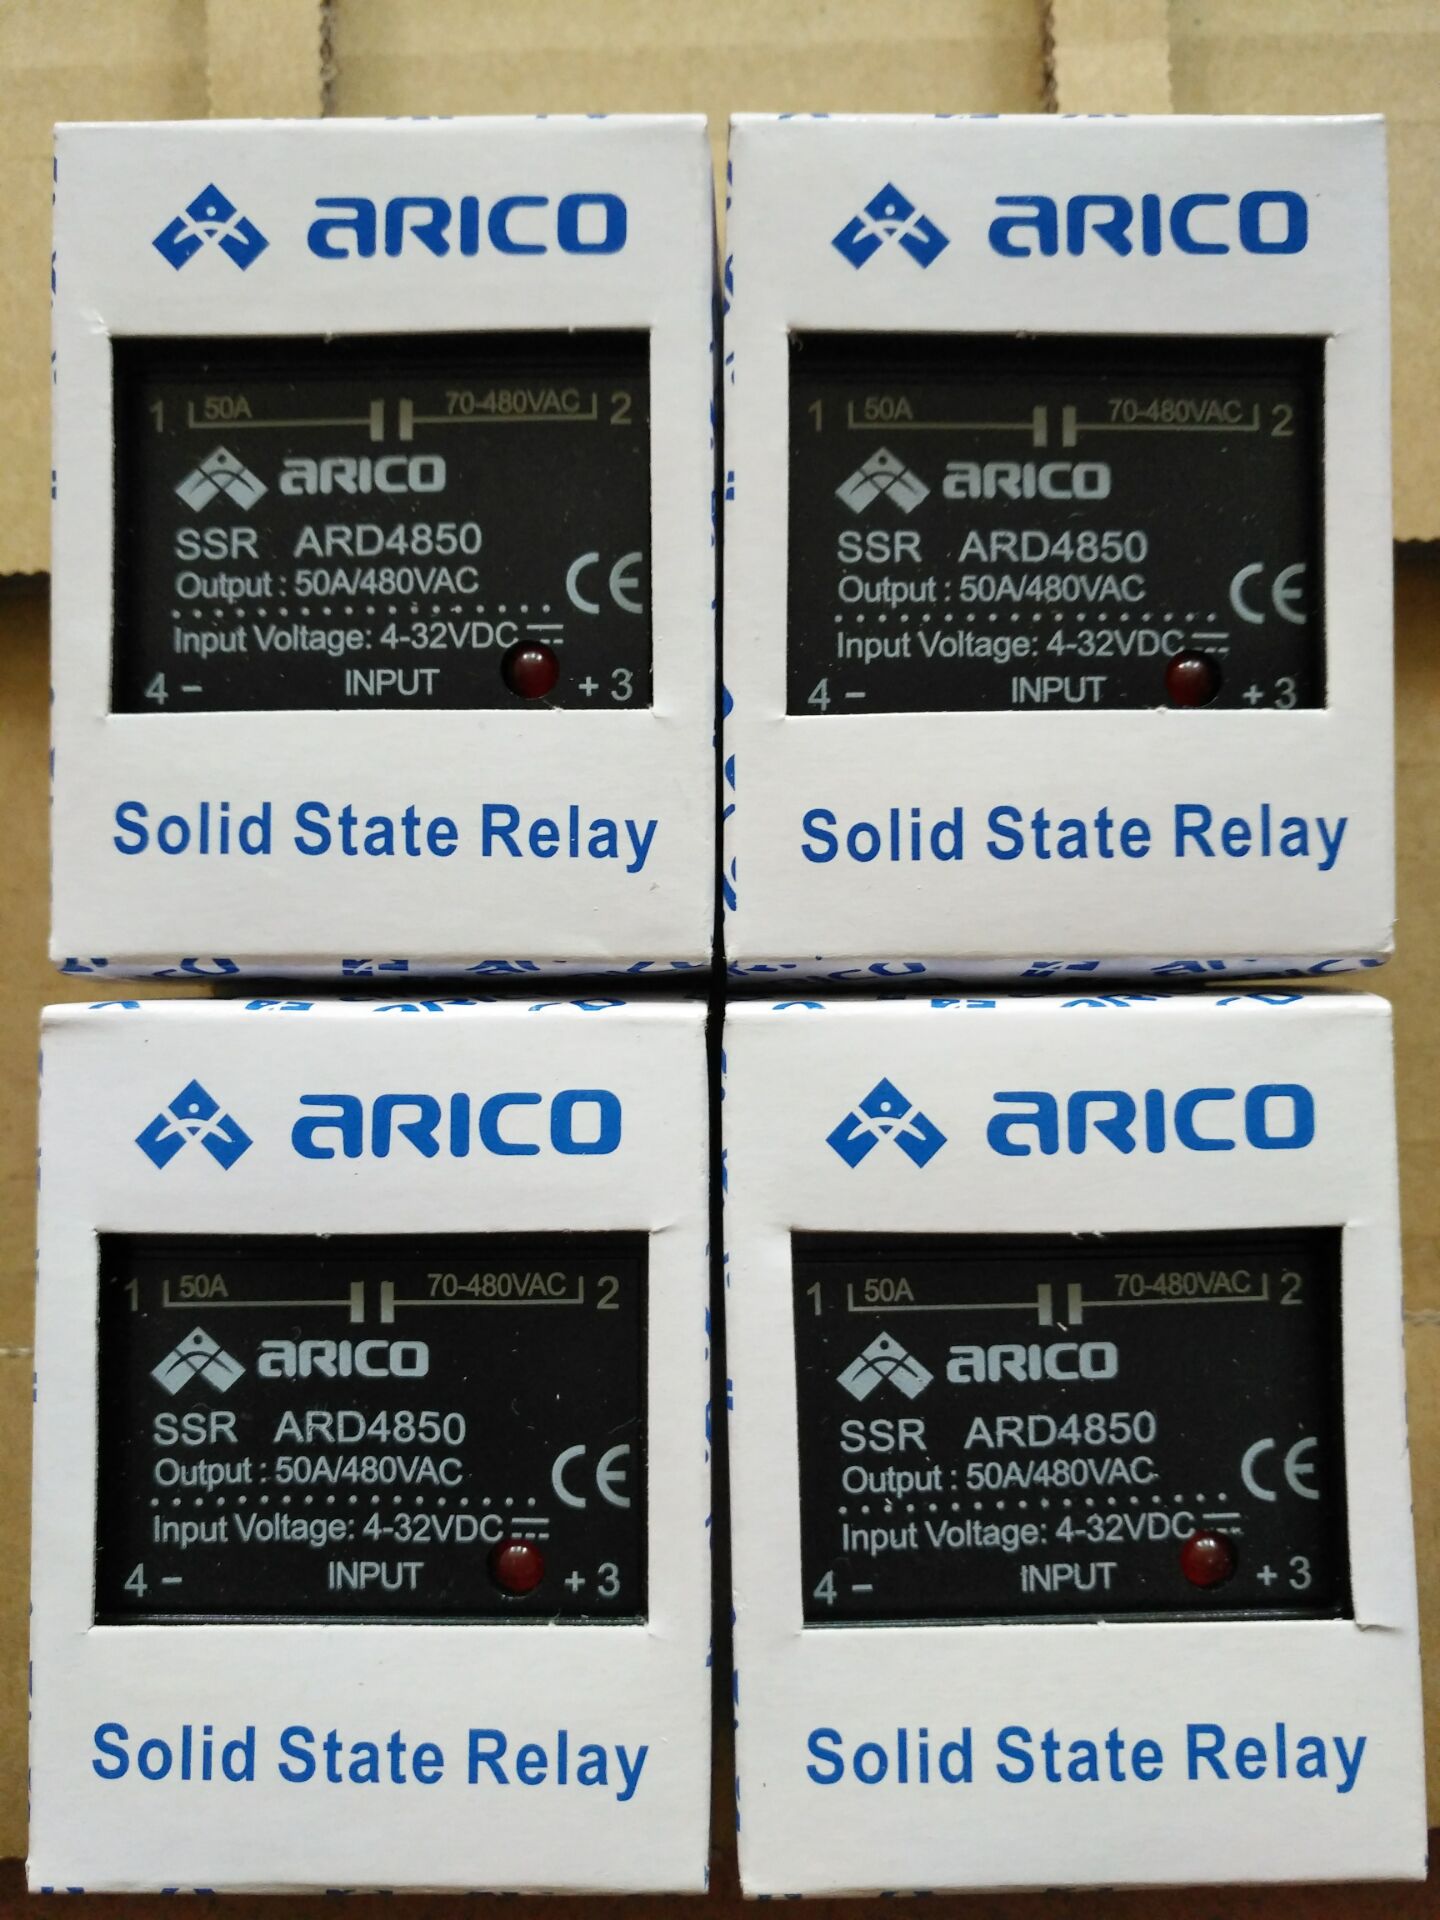 ARICO
1 50A 70-480VAC 2
ARICO
SSR ARD4850
Output : 50A/480VAC
CE
Input Voltage: 4-32VDC
4 - INPUT + 3
Solid State Relay
ARICO
1 50A 70-480VAC 2
ARICO
SSR ARD4850
Output : 50A/480VAC
CE
Input Voltage: 4-32VDC
4 - INPUT + 3
Solid State Relay
ARICO
1 50A 70-480VAC 2
ARICO
SSR ARD4850
Output : 50A/480VAC
CE
Input Voltage: 4-32VDC
4 - INPUT + 3
Solid State Relay
ARICO
1 50A 70-480VAC 2
ARICO
SSR ARD4850
Output : 50A/480VAC
CE
Input Voltage: 4-32VDC
4 - INPUT + 3
Solid State Relay